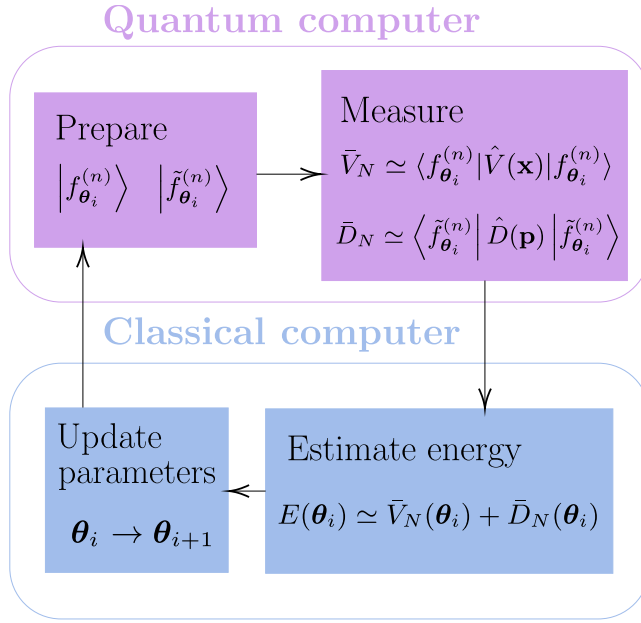 Quantum computer
Prepare
|f_{θ_i}^{(n)}⟩ |f̃_{θ_i}^{(n)}⟩
Measure
V̄_N ≃ ⟨f_{θ_i}^{(n)}|V̂(x)|f_{θ_i}^{(n)}⟩
D̄_N ≃ ⟨f̃_{θ_i}^{(n)}| D̂(p) |f̃_{θ_i}^{(n)}⟩
Classical computer
Update
parameters
θ_i → θ_{i+1}
Estimate energy
E(θ_i) ≃ V̄_N(θ_i) + D̄_N(θ_i)